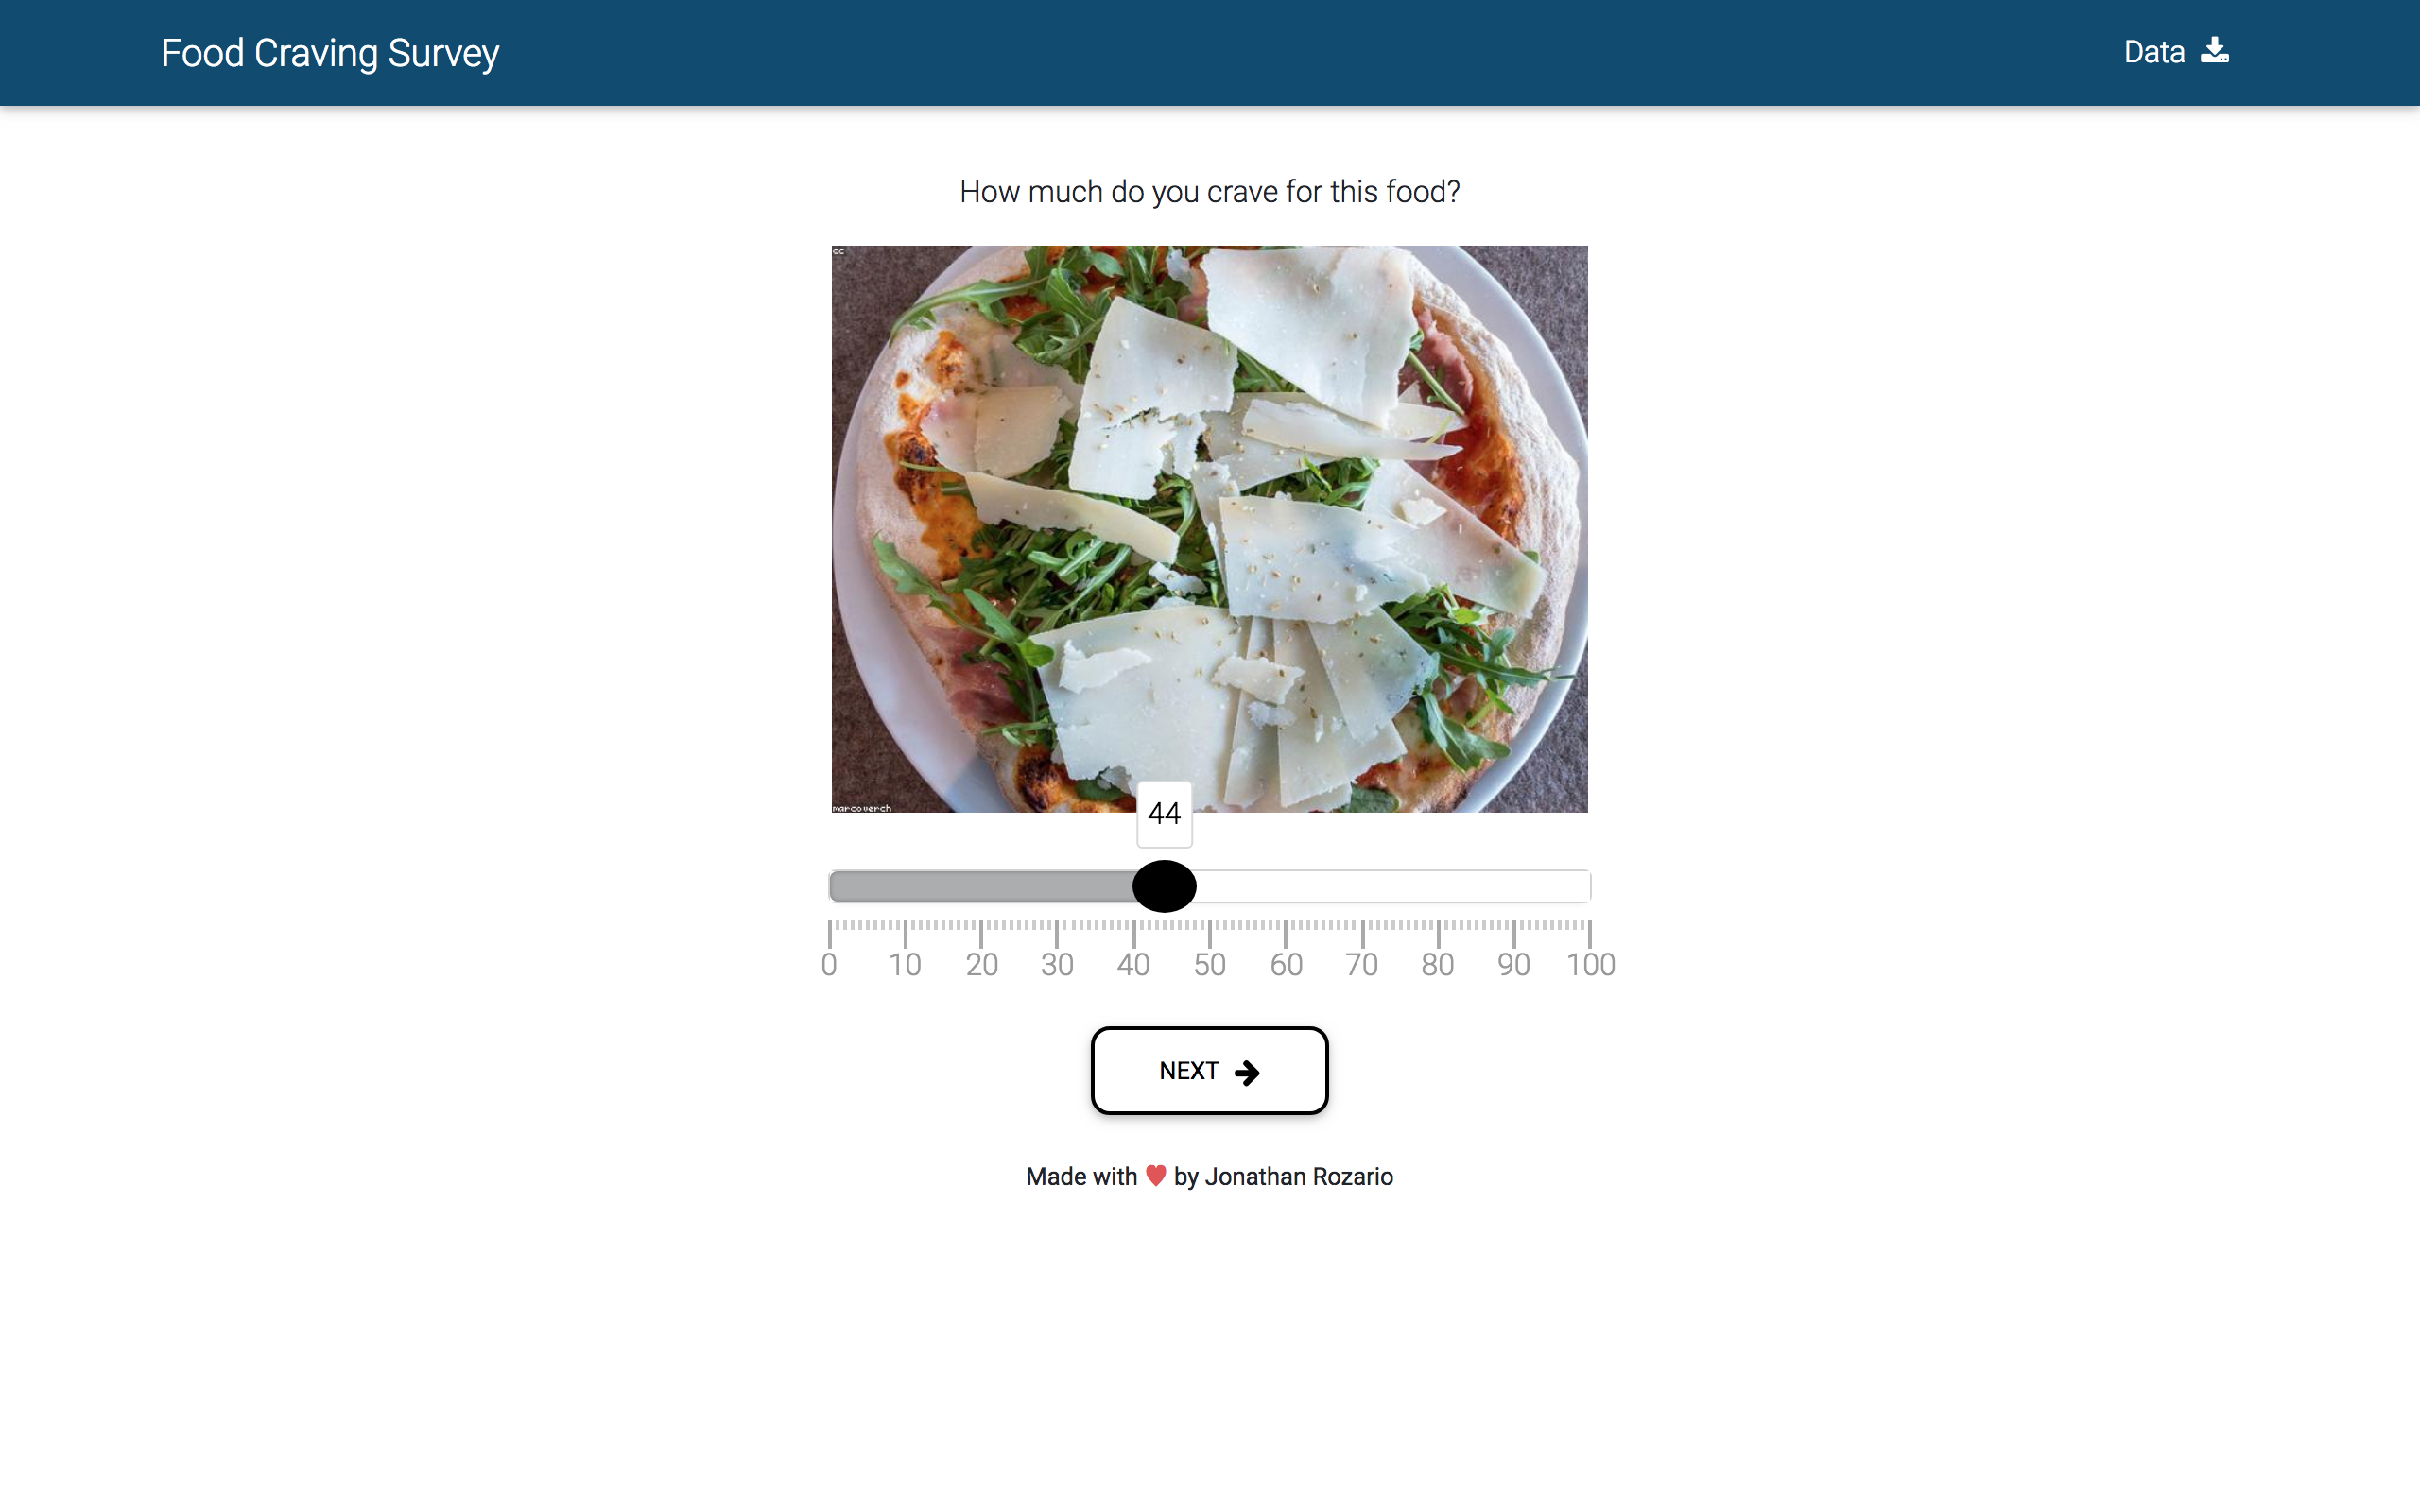 Food Craving Survey
Data
How much do you crave for this food?
cc
marcoverch
44
0 10 20 30 40 50 60 70 80 90 100
NEXT
Made with ♥ by Jonathan Rozario